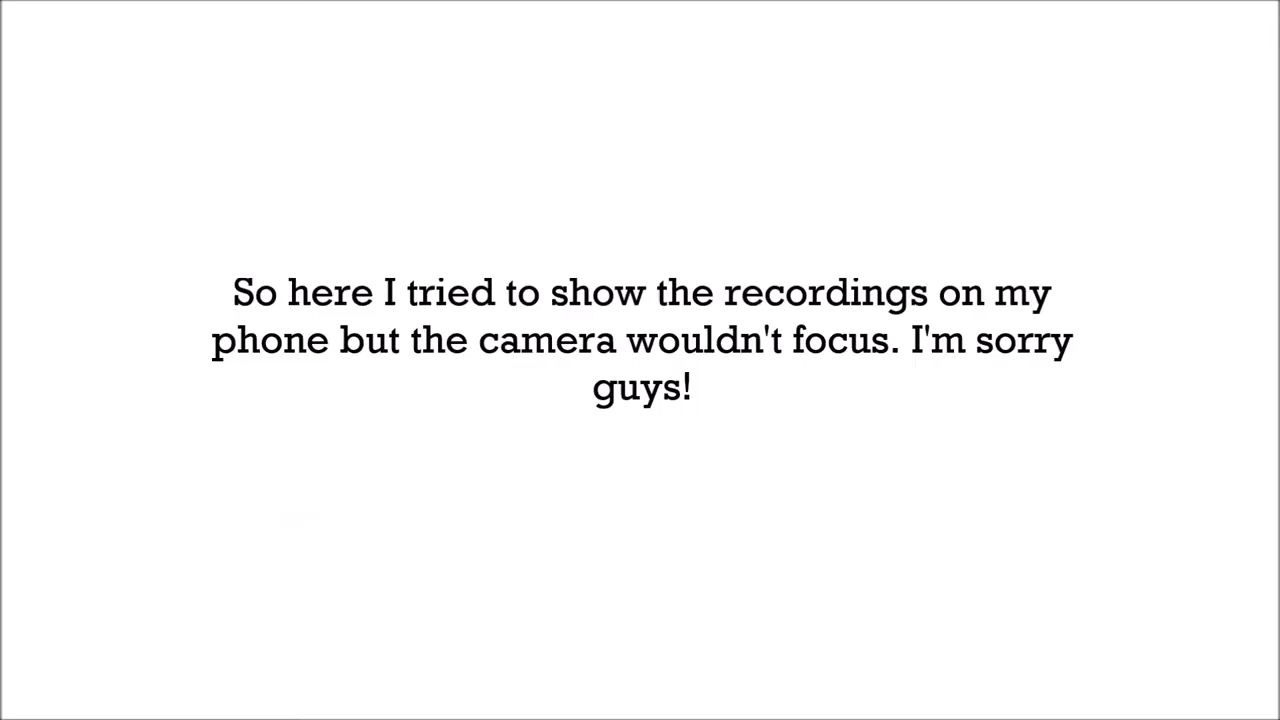 So here I tried to show the recordings on my
phone but the camera wouldn't focus. I'm sorry
guys!